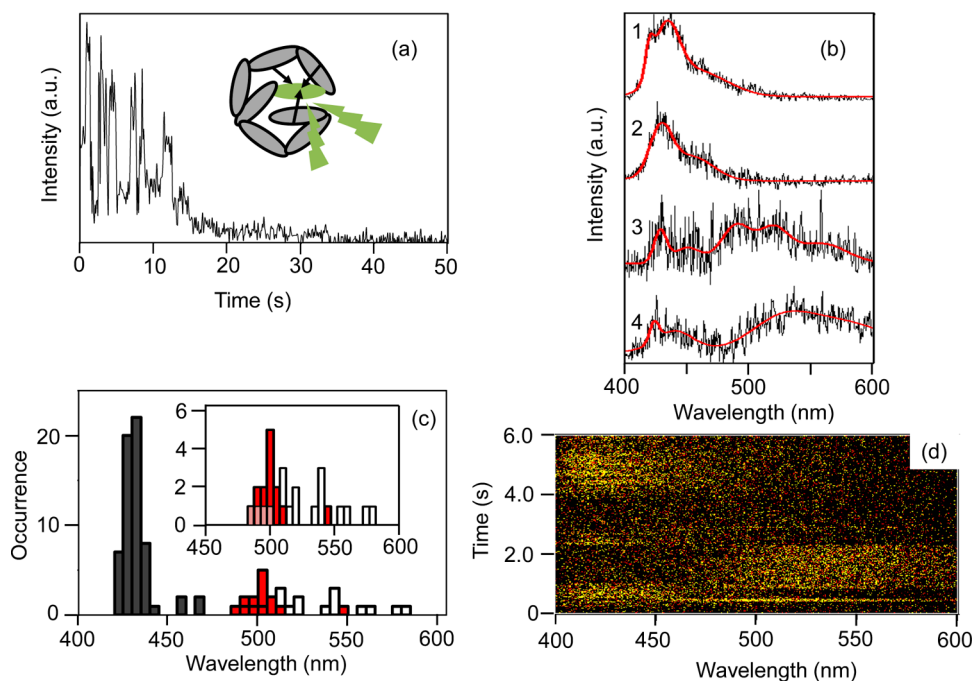 (a)
Intensity (a.u.)
0 10 20 30 40 50
Time (s)
(b)
1
2
3
4
Intensity (a.u.)
400 500 600
Wavelength (nm)
(c)
20
10
0
Occurrence
6
4
2
0
450 500 550 600
400 450 500 550 600
Wavelength (nm)
(d)
6.0
4.0
2.0
0
Time (s)
400 450 500 550 600
Wavelength (nm)